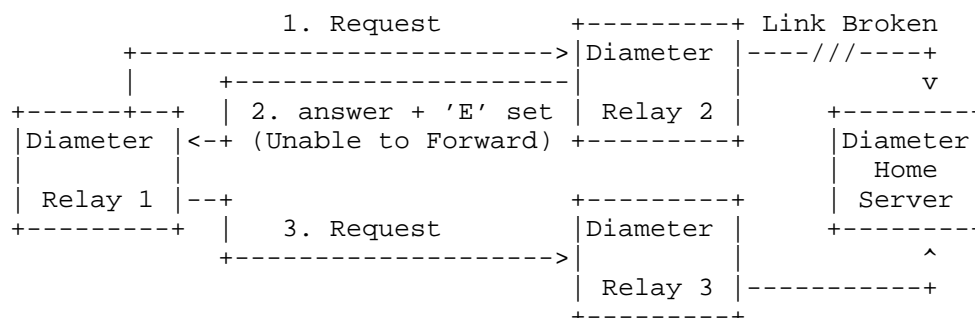 1. Request        +---------+ Link Broken
+-------------------------->|Diameter |----///----+
|     +---------------------|         |           v
+------+--+  | 2. answer + 'E' set | Relay 2 |     +--------+
|Diameter |<-+ (Unable to Forward) +---------+     |Diameter
|         |                                        | Home
| Relay 1 |--+                     +---------+     | Server
+---------+  |   3. Request        |Diameter |     +--------+
+-------------------->|         |           ^
| Relay 3 |-----------+
+---------+